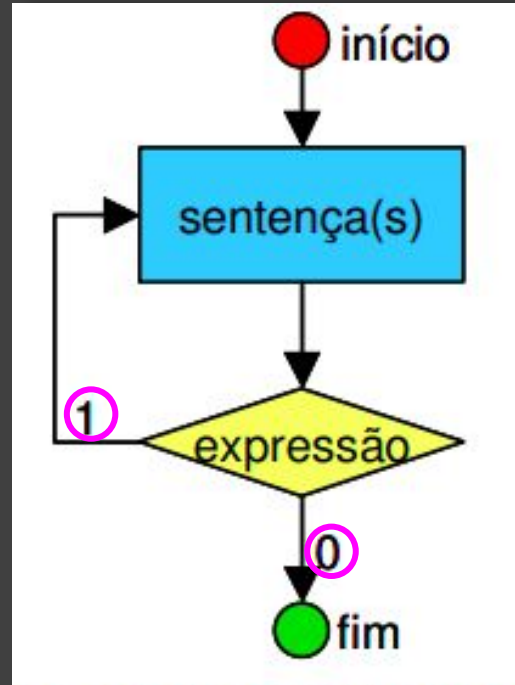 início
sentença(s)
1
expressão
0
fim